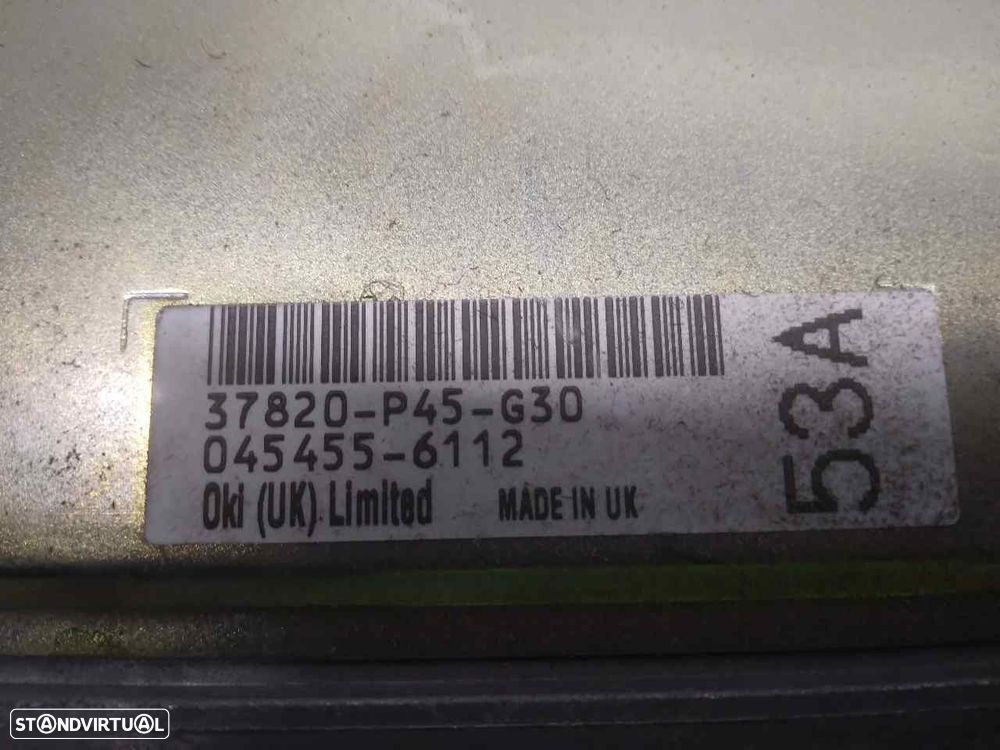 37820-P45-G30
045455-6112
Oki (UK) Limited MADE IN UK
53A
STANDVIRTUAL